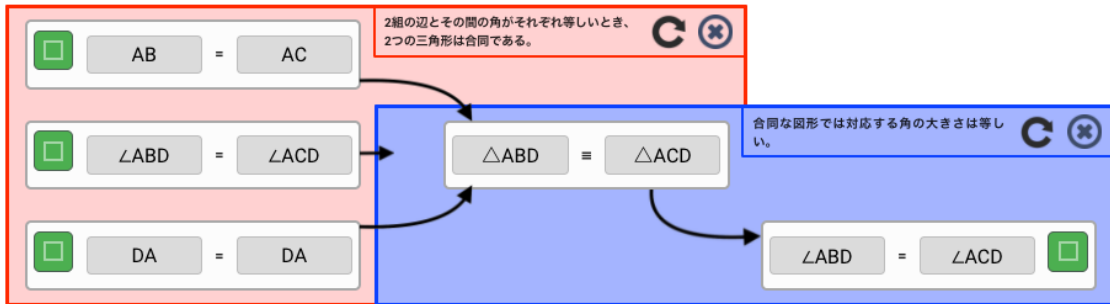 2組の辺とその間の角がそれぞれ等しいとき、
2つの三角形は合同である。
AB = AC
∠ABD = ∠ACD
DA = DA
合同な図形では対応する角の大きさは等し
い。
△ABD ≡ △ACD
∠ABD = ∠ACD